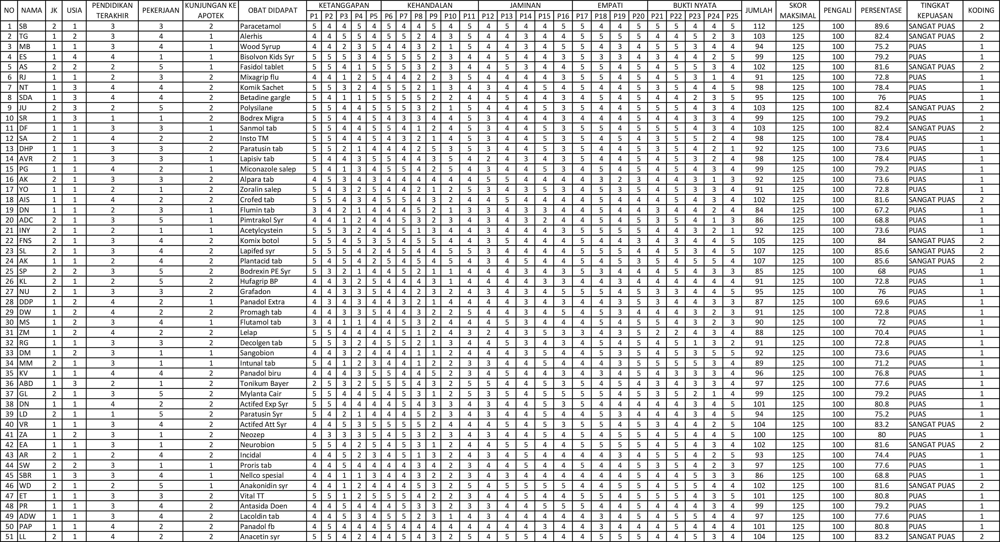 NO NAMA JK USIA PENDIDIKAN TERAKHIR PEKERJAAN KUNJUNGAN KE APOTEK OBAT DIDAPAT KETANGGAPAN KEHANDALAN JAMINAN EMPATI BUKTI NYATA JUMLAH SKOR MAKSIMAL PENGALI PERSENTASE TINGKAT KEPUASAN KODING
P1 P2 P3 P4 P5 P6 P7 P8 P9 P10 P11 P12 P13 P14 P15 P16 P17 P18 P19 P20 P21 P22 P23 P24 P25
1 SB 2 1 3 3 2 Paracetamol 5 4 4 5 4 5 4 4 5 4 5 4 5 4 4 5 5 4 4 5 5 5 4 4 5 112 125 100 89.6 SANGAT PUAS 2
2 TG 1 2 3 4 1 Alerhis 4 4 5 5 4 5 5 2 4 3 5 4 4 3 4 4 5 5 5 5 4 4 5 2 3 103 125 100 82.4 SANGAT PUAS 2
3 MB 1 1 3 4 1 Wood Syrup 4 4 2 3 5 4 4 3 2 1 5 4 4 3 4 5 5 4 3 4 5 5 3 4 4 94 125 100 75.2 PUAS 1
4 ES 1 4 4 1 1 Bisolvon Kids Syr 5 5 5 3 4 5 5 5 2 3 4 4 5 4 4 3 5 3 3 4 3 4 4 2 5 99 125 100 79.2 PUAS 1
5 AS 2 2 2 5 1 Fasidol tablet 5 5 4 1 5 5 5 3 2 3 4 4 5 3 4 4 5 5 4 5 4 5 5 3 4 102 125 100 81.6 SANGAT PUAS 2
6 RJ 1 1 2 3 2 Mixagrip flu 4 4 1 2 5 4 4 2 2 3 5 4 4 4 4 3 5 5 4 5 4 5 3 1 4 91 125 100 72.8 PUAS 1
7 NT 1 3 4 4 2 Komik Sachet 5 5 3 2 4 5 5 2 1 3 4 3 4 4 5 4 5 4 4 5 3 5 4 4 5 98 125 100 78.4 PUAS 1
8 SDA 1 3 4 4 2 Betadine gargle 5 4 1 1 5 5 5 5 2 2 4 4 5 4 4 3 4 5 4 5 4 4 2 3 5 95 125 100 76 PUAS 1
9 JU 2 3 2 5 2 Polysilane 5 5 4 4 5 5 5 3 2 1 5 4 4 4 5 3 5 4 4 5 5 5 4 3 4 103 125 100 82.4 SANGAT PUAS 2
10 SR 1 3 1 1 2 Bodrex Migra 5 5 4 4 5 4 3 3 4 4 5 3 4 4 4 3 4 4 4 5 4 4 3 3 4 99 125 100 79.2 PUAS 1
11 DF 1 1 3 3 1 Sanmol tab 5 5 4 4 5 5 4 1 2 4 5 3 4 4 5 3 5 5 4 5 5 5 4 3 4 103 125 100 82.4 SANGAT PUAS 2
12 SA 2 1 4 2 2 Insto TM 5 5 4 4 5 4 3 2 1 4 5 3 4 4 5 3 5 4 5 4 3 5 5 2 4 98 125 100 78.4 PUAS 1
13 DHP 1 1 3 3 2 Paratusin tab 5 5 2 1 4 4 4 2 5 3 5 3 4 4 5 3 5 4 4 5 3 5 4 2 1 92 125 100 73.6 PUAS 1
14 AVR 2 1 3 3 1 Lapisiv tab 5 4 4 3 5 5 4 4 3 5 4 2 4 3 4 3 5 4 4 5 4 5 3 2 4 98 125 100 78.4 PUAS 1
15 PG 1 1 4 2 1 Miconazole salep 5 4 1 3 4 5 5 4 2 5 4 3 4 4 5 3 4 5 4 5 4 5 4 3 4 99 125 100 79.2 PUAS 1
16 AK 2 1 3 3 2 Alpara tab 4 5 3 4 3 4 4 4 4 4 4 5 5 4 4 4 4 3 2 3 4 4 3 1 3 92 125 100 73.6 PUAS 1
17 YO 1 1 2 1 2 Zoralin salep 5 4 3 2 5 4 4 2 1 2 5 3 4 3 5 3 4 5 3 5 4 5 3 3 4 91 125 100 72.8 PUAS 1
18 AIS 1 1 4 2 2 Crofed tab 5 5 4 3 4 5 5 4 3 2 4 4 5 4 4 4 4 5 4 4 4 5 4 3 4 102 125 100 81.6 SANGAT PUAS 2
19 DN 1 1 2 3 1 Flumin tab 3 4 2 1 4 4 4 5 2 1 3 3 4 3 3 4 4 5 4 4 3 4 4 2 4 84 125 100 67.2 PUAS 1
20 ADC 2 1 3 5 1 Pimtrakol Syr 4 4 1 2 4 4 5 3 2 3 4 3 4 3 2 4 4 5 4 5 3 5 4 1 3 86 125 100 68.8 PUAS 1
21 INY 2 1 2 1 1 Acetylcystein 5 5 3 2 4 4 5 1 3 4 4 3 4 4 4 3 5 5 5 5 4 4 3 2 1 92 125 100 73.6 PUAS 1
22 FNS 2 1 3 4 2 Komix botol 5 5 4 5 3 5 4 5 5 4 4 3 5 4 4 4 5 4 4 3 4 3 4 4 5 105 125 100 84 SANGAT PUAS 2
23 SL 2 1 3 4 2 Lapifed syr 5 5 5 4 2 4 5 4 4 5 5 3 4 4 4 4 5 5 5 4 4 5 3 4 5 107 125 100 85.6 SANGAT PUAS 2
24 AK 1 1 2 4 2 Plantacid tab 5 4 5 4 2 5 4 5 4 5 4 3 4 5 4 4 5 4 5 3 5 4 5 5 4 107 125 100 85.6 SANGAT PUAS 2
25 SP 2 2 3 5 2 Bodrexin PE Syr 5 3 2 1 4 4 5 2 1 1 4 4 4 3 4 3 5 3 4 4 4 5 4 3 3 85 125 100 68 PUAS 1
26 KL 2 1 2 5 2 Hufagrip BP 4 4 3 2 5 4 4 4 3 1 4 4 4 4 3 3 4 4 3 4 4 4 4 4 4 91 125 100 72.8 PUAS 1
27 NU 2 1 3 3 2 Grafadon 4 4 3 3 5 4 4 2 3 2 4 3 4 3 4 5 5 5 4 5 3 3 4 4 5 95 125 100 76 PUAS 1
28 DDP 1 2 4 2 1 Panadol Extra 4 3 4 3 4 4 3 2 1 4 4 4 4 3 4 3 4 4 3 5 3 4 4 3 3 87 125 100 69.6 PUAS 1
29 DW 1 2 4 2 2 Promagh tab 4 4 3 3 5 4 4 3 2 2 5 4 4 3 4 5 4 5 3 4 4 4 3 2 3 91 125 100 72.8 PUAS 1
30 MS 1 2 3 4 1 Flutamol tab 3 4 1 1 4 4 5 3 2 4 4 4 5 3 4 4 4 5 4 5 5 4 3 2 3 90 125 100 72 PUAS 1
31 ZM 1 2 4 2 2 Lelap 5 5 4 4 4 4 5 1 2 4 3 2 4 3 5 3 3 4 3 5 2 2 4 3 4 88 125 100 70.4 PUAS 1
32 RG 1 1 3 3 2 Decolgen tab 5 5 3 2 4 5 5 2 1 3 4 4 5 3 4 3 4 5 4 5 4 5 1 3 2 91 125 100 72.8 PUAS 1
33 DM 1 2 3 1 1 Sangobion 4 4 3 2 4 4 4 1 1 2 4 4 4 3 5 4 4 5 3 5 4 5 3 5 5 92 125 100 73.6 PUAS 1
34 MM 2 1 3 1 1 Intunal tab 5 4 1 2 3 4 4 1 2 2 3 3 4 4 5 4 4 4 3 5 5 5 5 3 4 89 125 100 71.2 PUAS 1
35 KV 1 1 4 4 2 Panadol biru 4 4 4 3 5 5 4 4 5 2 3 4 5 4 4 3 4 3 4 5 4 3 3 3 4 96 125 100 76.8 PUAS 1
36 ABD 1 3 2 1 2 Tonikum Bayer 2 5 3 2 5 5 5 4 3 2 5 5 4 4 5 3 5 4 5 4 3 4 3 3 4 97 125 100 77.6 PUAS 1
37 GL 2 1 3 5 2 Mylanta Cair 5 5 4 4 5 4 5 3 1 2 5 3 5 4 5 5 5 5 4 5 3 5 2 1 4 99 125 100 79.2 PUAS 1
38 DN 1 1 4 2 2 Actifed Exp Syr 5 5 4 4 4 4 5 4 3 3 4 3 4 4 5 3 5 4 4 4 4 4 3 4 5 101 125 100 80.8 PUAS 1
39 LD 2 1 1 5 2 Paratusin Syr 5 4 2 1 4 4 4 5 2 3 4 3 4 4 5 4 4 5 3 4 4 4 3 4 5 94 125 100 75.2 PUAS 1
40 VR 1 1 3 4 2 Actifed Att Syr 4 4 5 3 5 5 5 5 2 4 4 4 5 4 5 3 5 5 4 5 3 4 4 2 5 104 125 100 83.2 SANGAT PUAS 2
41 ZA 1 2 3 1 2 Neozep 4 3 3 3 5 4 5 3 2 3 4 3 4 4 5 4 5 4 5 5 4 5 4 4 5 100 125 100 80 PUAS 1
42 EA 1 1 3 1 2 Neurobion 5 5 4 2 5 4 5 3 1 2 4 4 5 5 4 4 5 5 5 5 4 5 4 3 4 102 125 100 81.6 SANGAT PUAS 2
43 AR 2 1 2 4 2 Incidal 4 4 5 2 3 4 5 1 3 2 4 3 4 5 4 4 4 4 3 4 5 5 4 2 5 93 125 100 74.4 PUAS 1
44 SW 2 2 3 1 1 Proris tab 4 4 5 4 4 4 4 3 4 2 3 4 4 5 4 4 5 4 4 5 3 5 4 2 3 97 125 100 77.6 PUAS 1
45 SBR 1 3 3 4 1 Nellco spesial 4 4 1 1 3 4 4 3 2 2 3 4 3 4 4 4 4 4 4 5 4 4 5 3 3 86 125 100 68.8 PUAS 1
46 WD 2 1 2 5 1 Anakonidin syr 4 4 1 2 4 4 4 5 3 2 5 4 5 5 5 5 4 4 5 5 4 5 5 4 4 102 125 100 81.6 SANGAT PUAS 2
47 ET 1 1 3 3 2 Vital TT 5 5 1 2 5 5 5 4 2 2 3 4 4 5 4 4 5 5 4 5 5 5 4 3 5 101 125 100 80.8 PUAS 1
48 PR 1 1 3 4 2 Antasida Doen 4 4 5 4 4 4 5 3 3 2 3 3 4 4 5 5 5 4 4 5 4 4 4 3 4 99 125 100 79.2 PUAS 1
49 ADW 1 1 3 4 2 Lacoldin tab 4 4 5 3 4 5 5 2 3 1 4 3 4 4 4 4 4 3 4 5 4 5 5 4 4 97 125 100 77.6 PUAS 1
50 PAP 1 1 4 2 2 Panadol fb 4 5 4 4 4 5 4 4 4 4 4 4 4 4 3 4 4 3 4 4 4 5 4 4 4 101 125 100 80.8 PUAS 1
51 LL 2 1 4 2 2 Anacetin syr 5 5 4 2 4 4 5 4 3 2 5 4 5 5 4 4 4 5 5 5 4 4 5 3 4 104 125 100 83.2 SANGAT PUAS 2